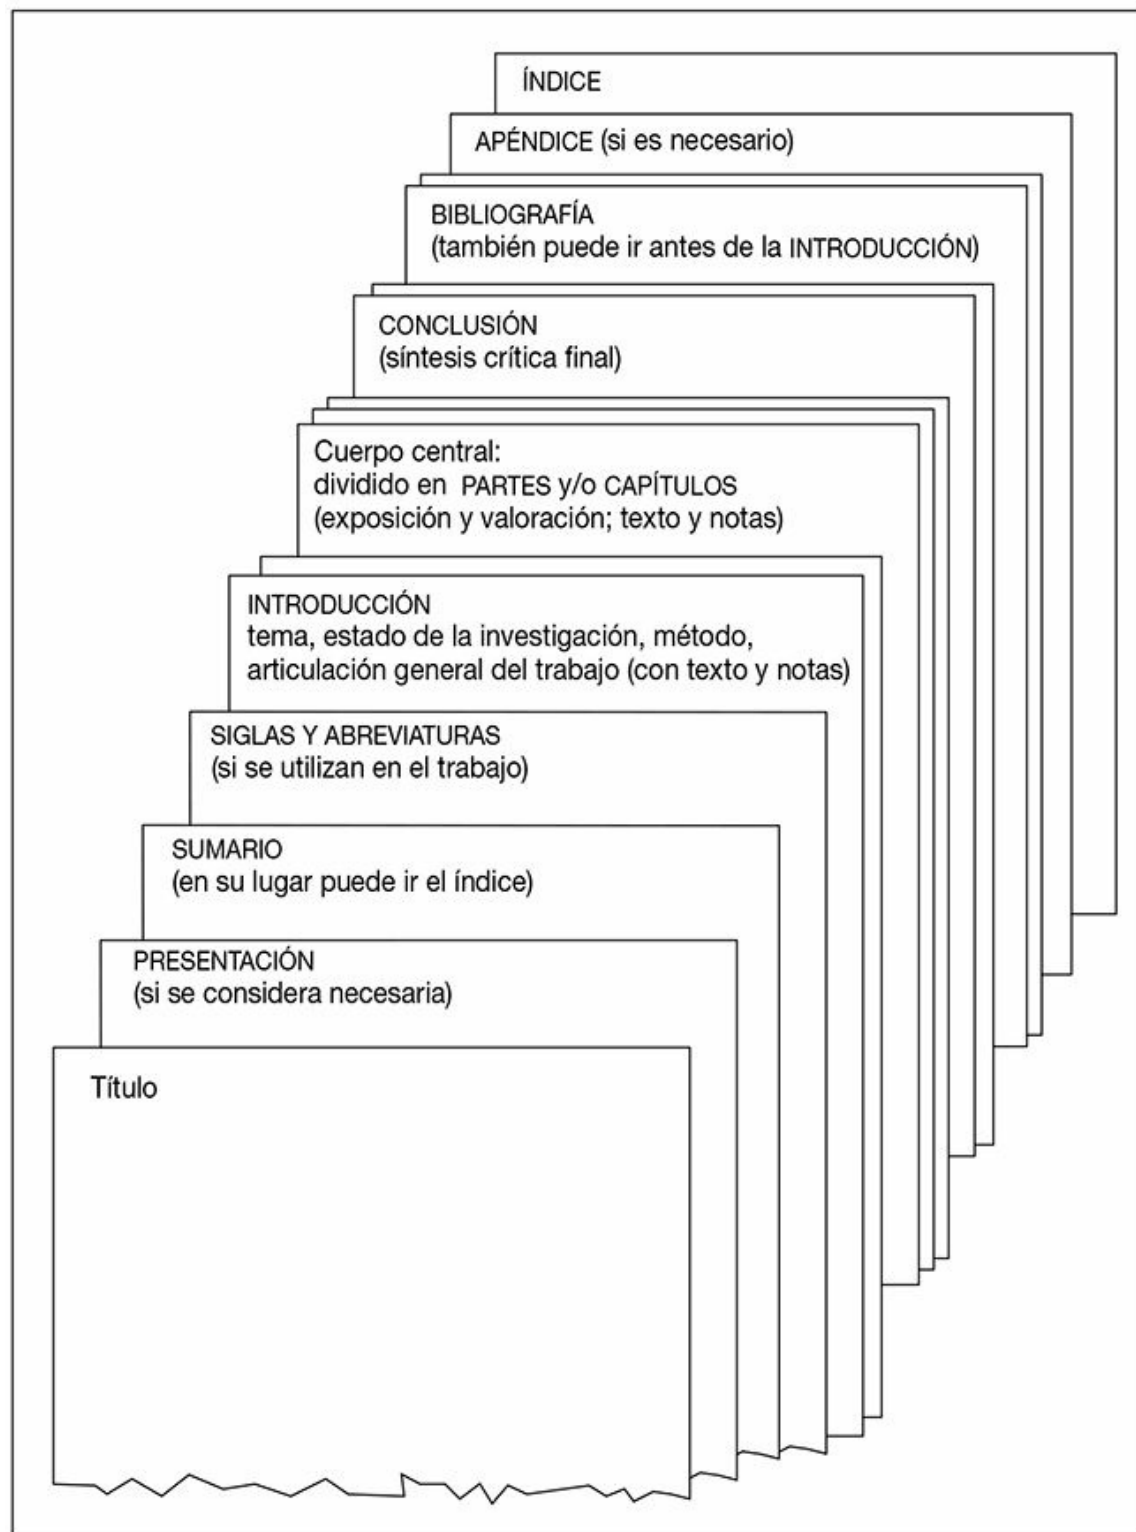 ÍNDICE
APÉNDICE (si es necesario)
BIBLIOGRAFÍA
(también puede ir antes de la INTRODUCCIÓN)
CONCLUSIÓN
(síntesis crítica final)
Cuerpo central:
dividido en PARTES y/o CAPÍTULOS
(exposición y valoración; texto y notas)
INTRODUCCIÓN
tema, estado de la investigación, método,
articulación general del trabajo (con texto y notas)
SIGLAS Y ABREVIATURAS
(si se utilizan en el trabajo)
SUMARIO
(en su lugar puede ir el índice)
PRESENTACIÓN
(si se considera necesaria)
Título